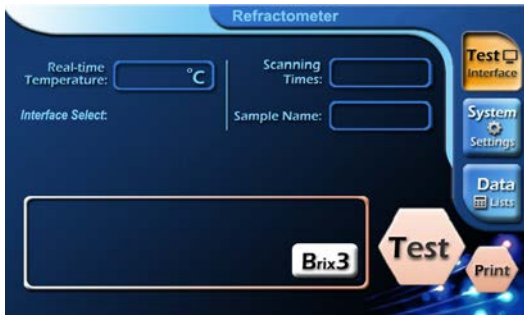 Refractometer
Real-time
Temperature:
°C
Scanning
Times:
Interface Select:
Sample Name:
Brix3
Test
Print
Test
Interface
System
Settings
Data
Lists